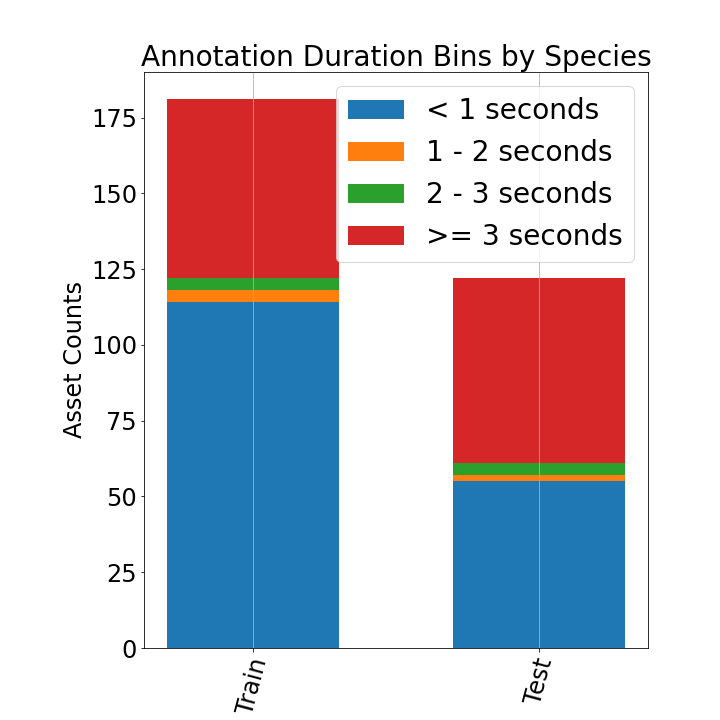 Annotation Duration Bins by Species
< 1 seconds
1 - 2 seconds
2 - 3 seconds
>= 3 seconds
Asset Counts
175
150
125
100
75
50
25
0
Train
Test